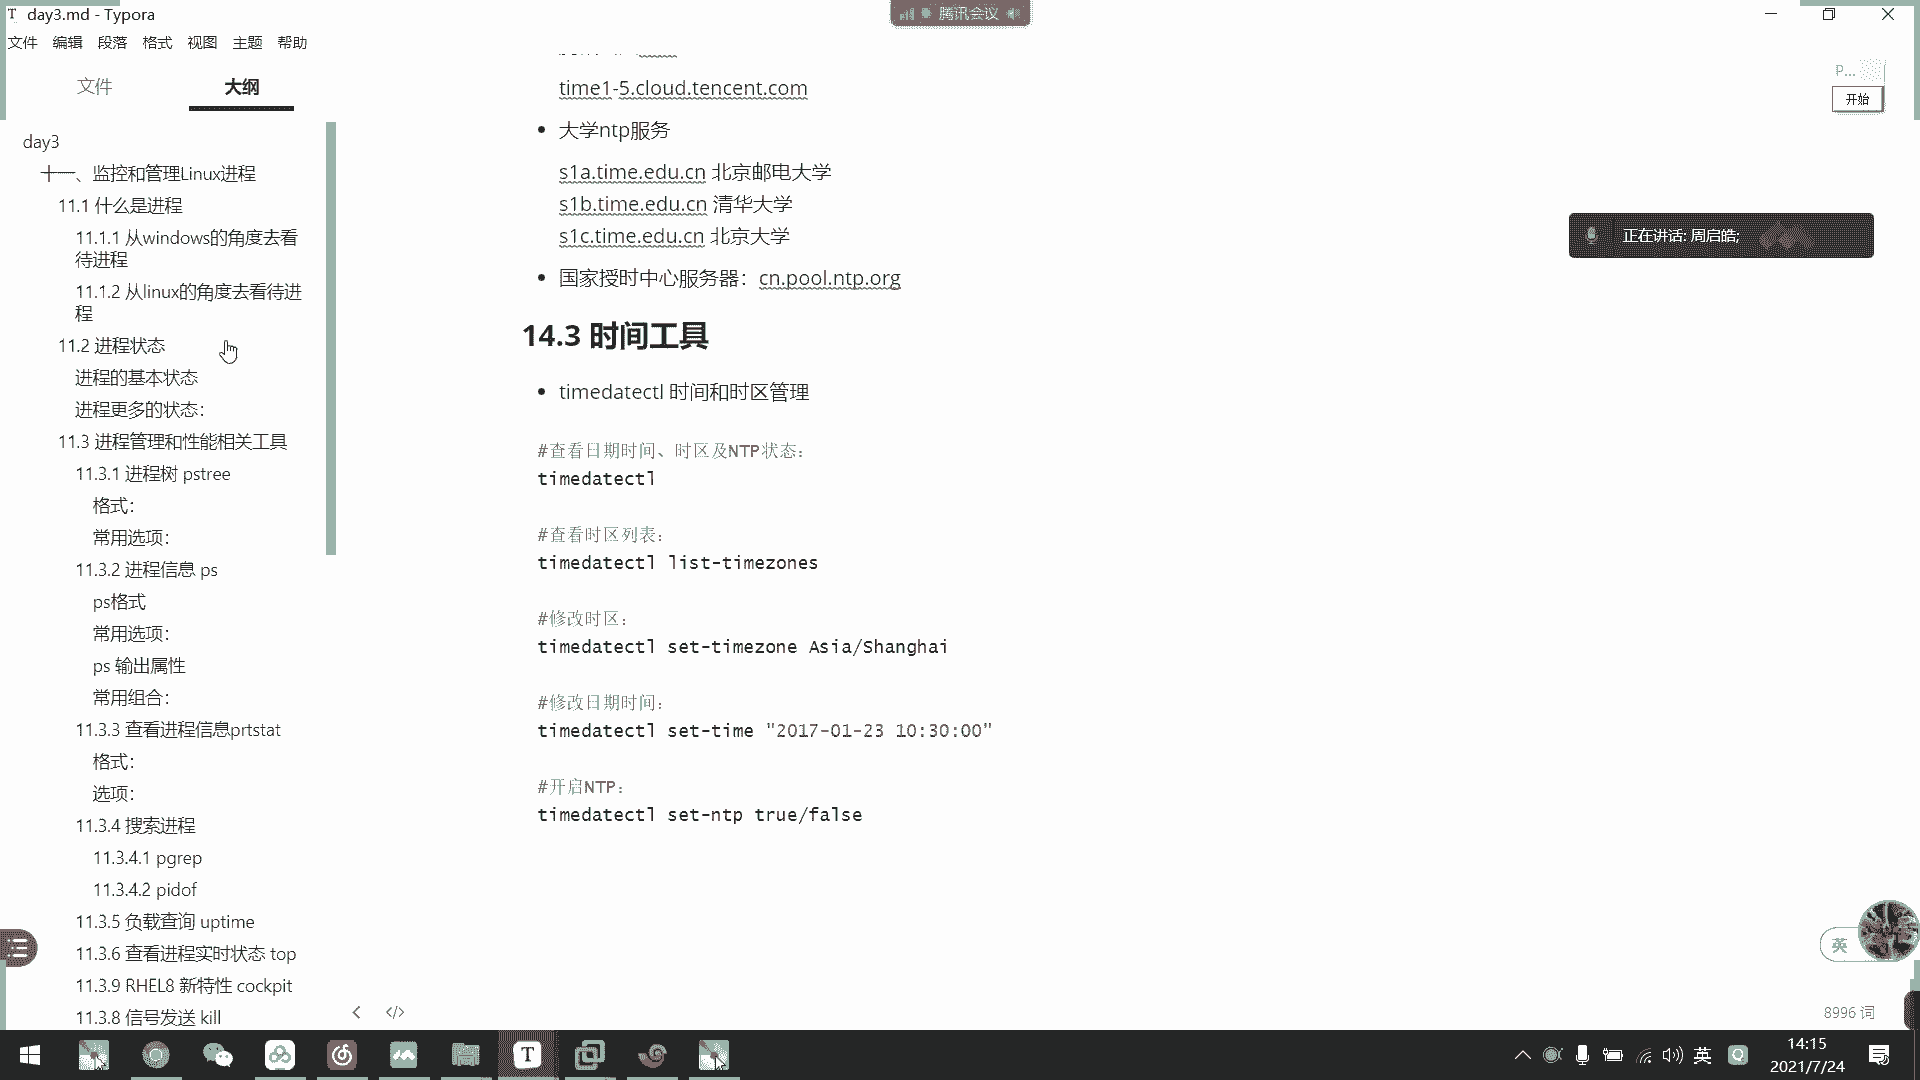 day3.md - Typora
腾讯会议
文件 编辑 段落 格式 视图 主题 帮助
文件 大纲
day3
十一、监控和管理Linux进程
11.1 什么是进程
11.1.1 从windows的角度去看
待进程
11.1.2 从linux的角度去看待进
程
11.2 进程状态
进程的基本状态
进程更多的状态：
11.3 进程管理和性能相关工具
11.3.1 进程树 pstree
格式：
常用选项：
11.3.2 进程信息 ps
ps格式
常用选项：
ps 输出属性
常用组合：
11.3.3 查看进程信息prtstat
格式：
选项：
11.3.4 搜索进程
11.3.4.1 pgrep
11.3.4.2 pidof
11.3.5 负载查询 uptime
11.3.6 查看进程实时状态 top
11.3.9 RHEL8 新特性 cockpit
11.3.8 信号发送 kill
time1-5.cloud.tencent.com
大学ntp服务
s1a.time.edu.cn 北京邮电大学
s1b.time.edu.cn 清华大学
s1c.time.edu.cn 北京大学
国家授时中心服务器：cn.pool.ntp.org
14.3 时间工具
timedatectl 时间和时区管理
#查看日期时间、时区及NTP状态：
timedatectl
#查看时区列表：
timedatectl list-timezones
#修改时区：
timedatectl set-timezone Asia/Shanghai
#修改日期时间：
timedatectl set-time "2017-01-23 10:30:00"
#开启NTP：
timedatectl set-ntp true/false
P...
开始
正在讲话: 周启皓;
英
8996 词
英
14:15
2021/7/24